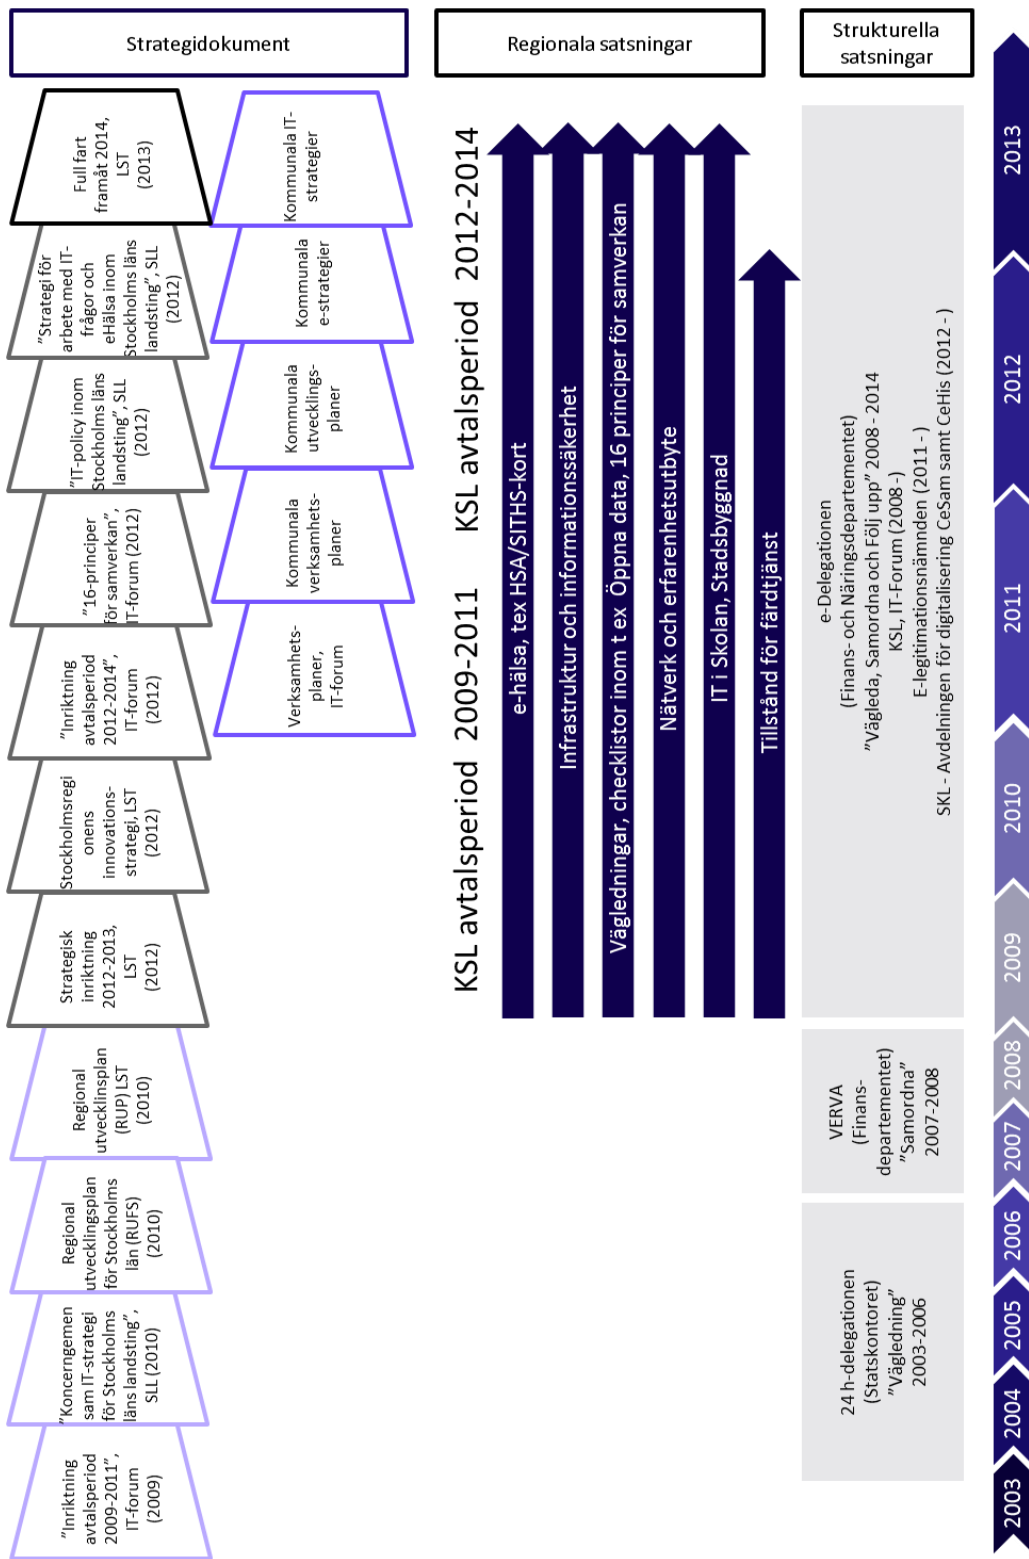 Strategidokument
Regionala satsningar
Strukturella
satsningar
Full fart
framåt 2014,
LST
(2013)
"Strategi för
arbete med IT-
frågor och
eHälsa inom
Stockholms läns
landsting", SLL
(2012)
"IT-policy inom
Stockholms läns
landsting", SLL
(2012)
"16-principer
för samverkan",
IT-forum (2012)
"Inriktning
avtalsperiod
2012-2014",
IT-forum
(2012)
Stockholmsregi
onens
innovations-
strategi, LST
(2012)
Strategisk
inriktning
2012-2013,
LST
(2012)
Regional
utvecklinsplan
(RUP) LST
(2010)
Regional
utvecklingsplan
för Stockholms
län (RUFS)
(2010)
"Koncerngemen
sam IT-strategi
för Stockholms
läns landsting",
SLL (2010)
"Inriktning
avtalsperiod
2009-2011",
IT-forum
(2009)
Kommunala IT-
strategier
Kommunala
e-strategier
Kommunala
utvecklings-
planer
Kommunala
verksamhets-
planer
Verksamhets-
planer,
IT-forum
KSL avtalsperiod 2009-2011
KSL avtalsperiod 2012-2014
e-hälsa, tex HSA/SITHS-kort
Infrastruktur och informationssäkerhet
Vägledningar, checklistor inom t ex Öppna data, 16 principer för samverkan
Nätverk och erfarenhetsutbyte
IT i Skolan, Stadsbyggnad
Tillstånd för färdtjänst
e-Delegationen
(Finans- och Näringsdepartementet)
"Vägleda, Samordna och Följ upp" 2008 - 2014
KSL, IT-Forum (2008 -)
E-legitimationsnämnden (2011 - )
SKL - Avdelningen för digitalisering CeSam samt CeHis (2012 - )
VERVA
(Finans-
departementet)
"Samordna"
2007-2008
24 h-delegationen
(Statskontoret)
"Vägledning"
2003-2006
2013
2012
2011
2010
2009
2008
2007
2006
2005
2004
2003